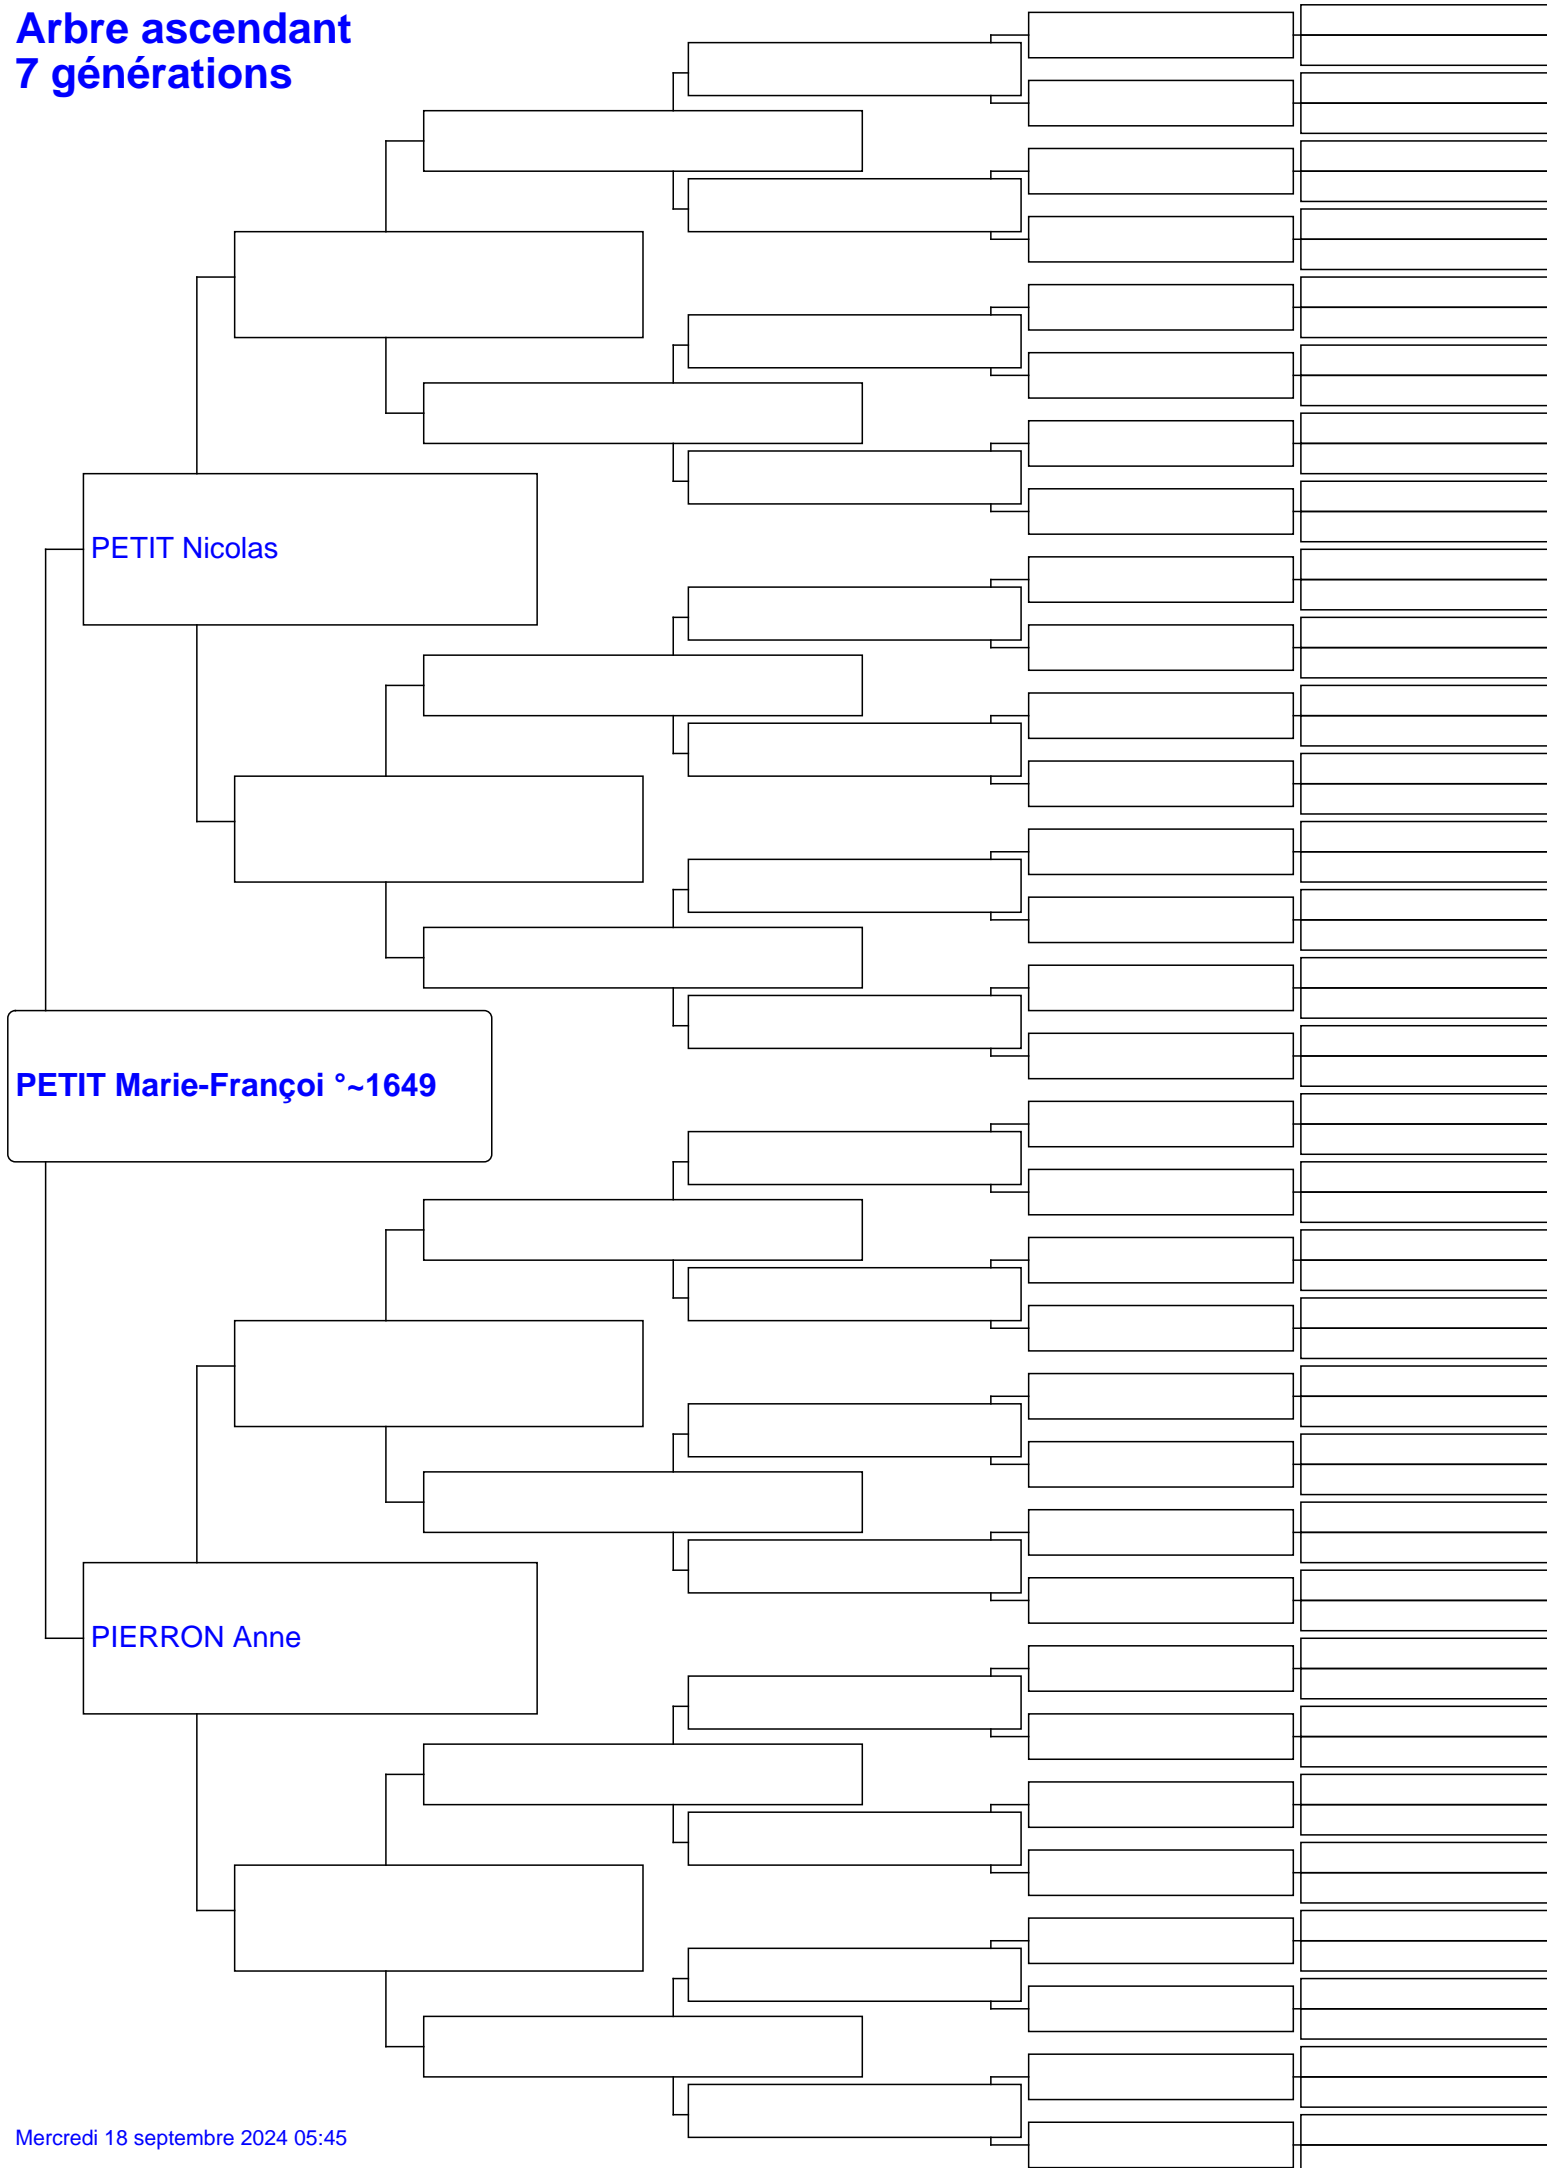 Arbre ascendant
7 générations
PETIT Nicolas
PETIT Marie-Françoi °~1649
PIERRON Anne
Mercredi 18 septembre 2024 05:45